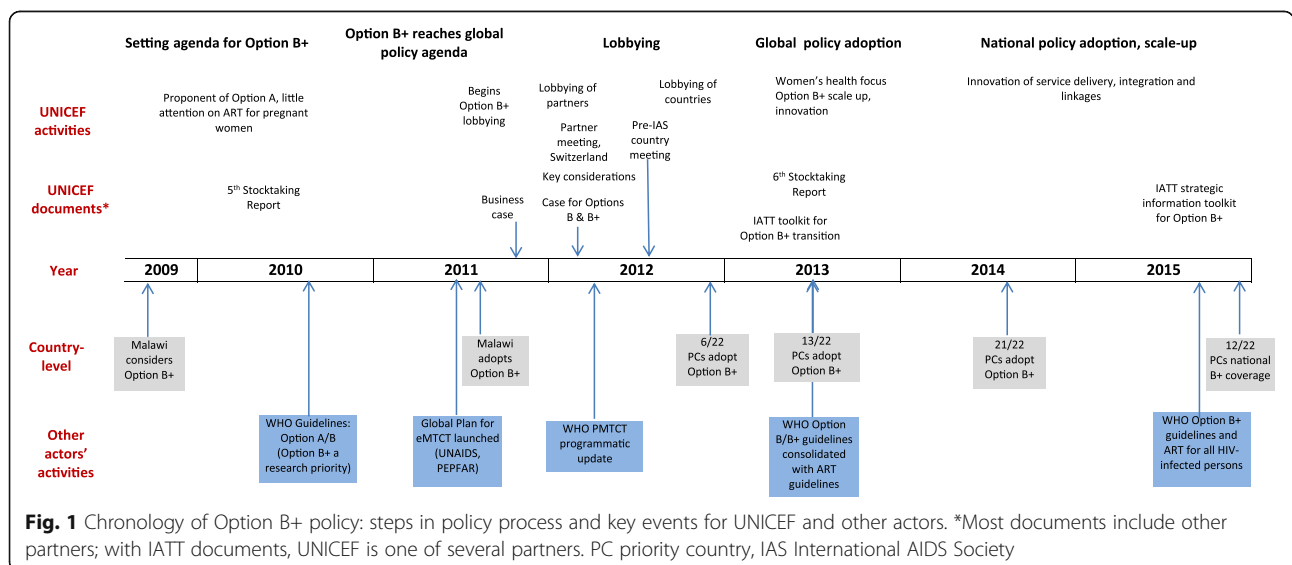 Setting agenda for Option B+
Option B+ reaches global
policy agenda
Lobbying
Global policy adoption
National policy adoption, scale-up
UNICEF
activities
Proponent of Option A, little
attention on ART for pregnant
women
Begins
Option B+
lobbying
Lobbying of
partners
Partner
meeting,
Switzerland
Lobbying of
countries
Pre-IAS
country
meeting
Women's health focus
Option B+ scale up,
innovation
Innovation of service delivery, integration and
linkages
UNICEF
documents*
5th Stocktaking
Report
Business
case
Key considerations
Case for Options
B & B+
6th Stocktaking
Report
IATT toolkit for
Option B+ transition
IATT strategic
information toolkit
for Option B+
Year
2009
2010
2011
2012
2013
2014
2015
Country-
level
Malawi
considers
Option B+
Malawi
adopts
Option B+
6/22
PCs adopt
Option B+
13/22
PCs adopt
Option B+
21/22
PCs adopt
Option B+
12/22
PCs national
B+ coverage
Other
actors'
activities
WHO Guidelines:
Option A/B
(Option B+ a
research priority)
Global Plan for
eMTCT launched
(UNAIDS,
PEPFAR)
WHO PMTCT
programmatic
update
WHO Option
B/B+ guidelines
consolidated
with ART
guidelines
WHO Option B+
guidelines and
ART for all HIV-
infected persons
Fig. 1 Chronology of Option B+ policy: steps in policy process and key events for UNICEF and other actors. *Most documents include other
partners; with IATT documents, UNICEF is one of several partners. PC priority country, IAS International AIDS Society